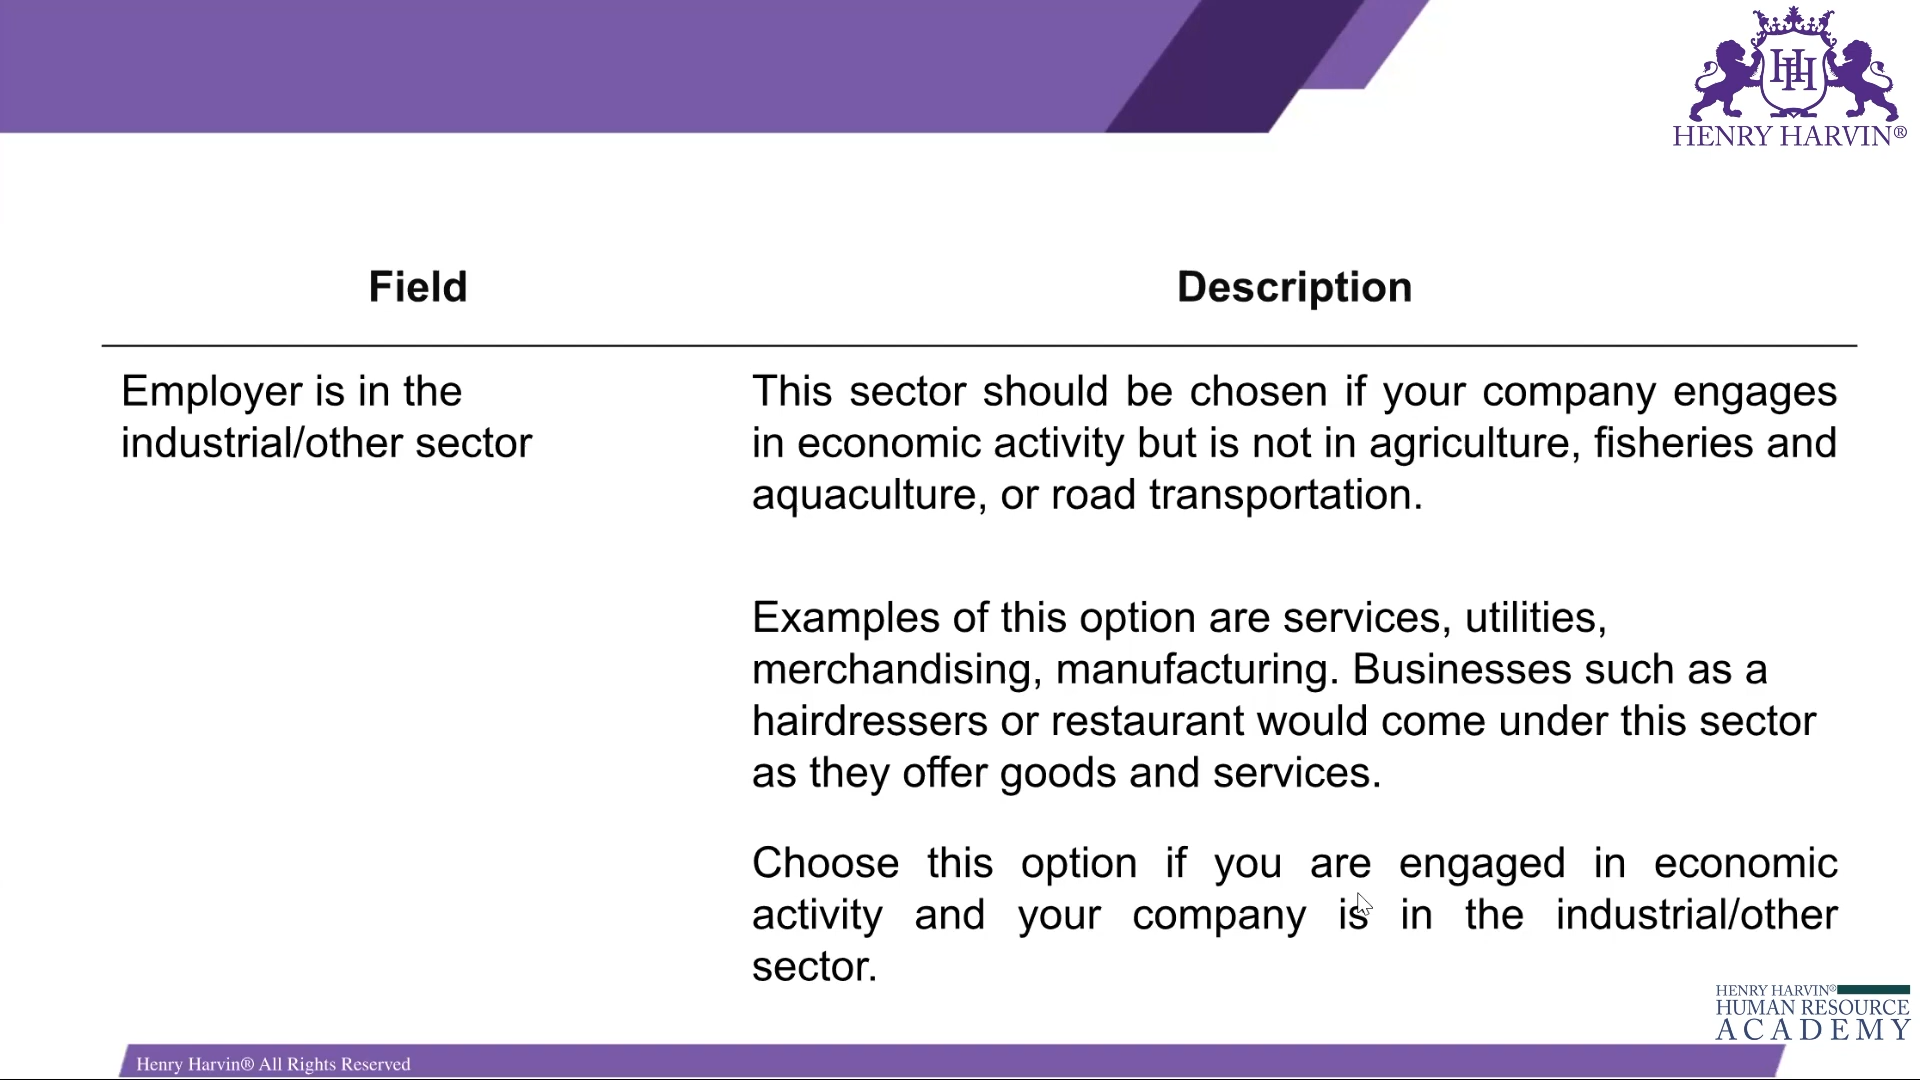 HH
HENRY HARVIN®
Field
Description
Employer is in the
industrial/other sector
This sector should be chosen if your company engages
in economic activity but is not in agriculture, fisheries and
aquaculture, or road transportation.
Examples of this option are services, utilities,
merchandising, manufacturing. Businesses such as a
hairdressers or restaurant would come under this sector
as they offer goods and services.
Choose this option if you are engaged in economic
activity and your company is in the industrial/other
sector.
HENRY HARVIN®
HUMAN RESOURCE
ACADEMY
Henry Harvin® All Rights Reserved